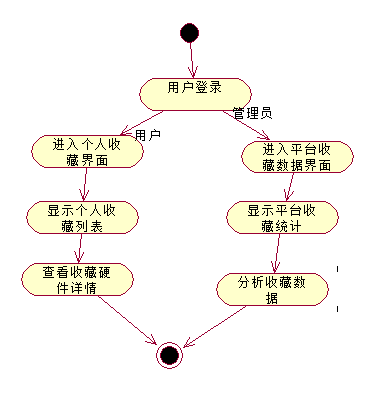 用户登录
管理员
用户
进入个人收
藏界面
进入平台收
藏数据界面
显示个人收
藏列表
显示平台收
藏统计
查看收藏硬
件详情
分析收藏数
据